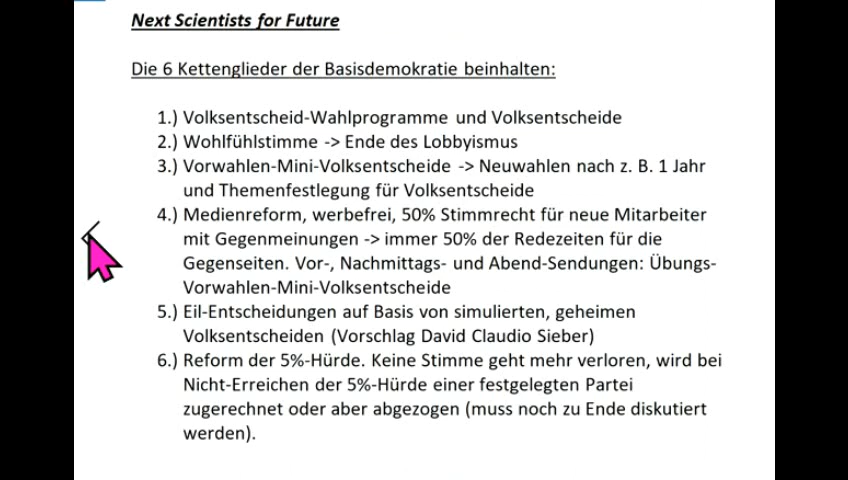 Next Scientists for Future
Die 6 Kettenglieder der Basisdemokratie beinhalten:
1.) Volksentscheid-Wahlprogramme und Volksentscheide
2.) Wohlfühlstimme -> Ende des Lobbyismus
3.) Vorwahlen-Mini-Volksentscheide -> Neuwahlen nach z. B. 1 Jahr
und Themenfestlegung für Volksentscheide
4.) Medienreform, werbefrei, 50% Stimmrecht für neue Mitarbeiter
mit Gegenmeinungen -> immer 50% der Redezeiten für die
Gegenseiten. Vor-, Nachmittags- und Abend-Sendungen: Übungs-
Vorwahlen-Mini-Volksentscheide
5.) Eil-Entscheidungen auf Basis von simulierten, geheimen
Volksentscheiden (Vorschlag David Claudio Sieber)
6.) Reform der 5%-Hürde. Keine Stimme geht mehr verloren, wird bei
Nicht-Erreichen der 5%-Hürde einer festgelegten Partei
zugerechnet oder aber abgezogen (muss noch zu Ende diskutiert
werden).